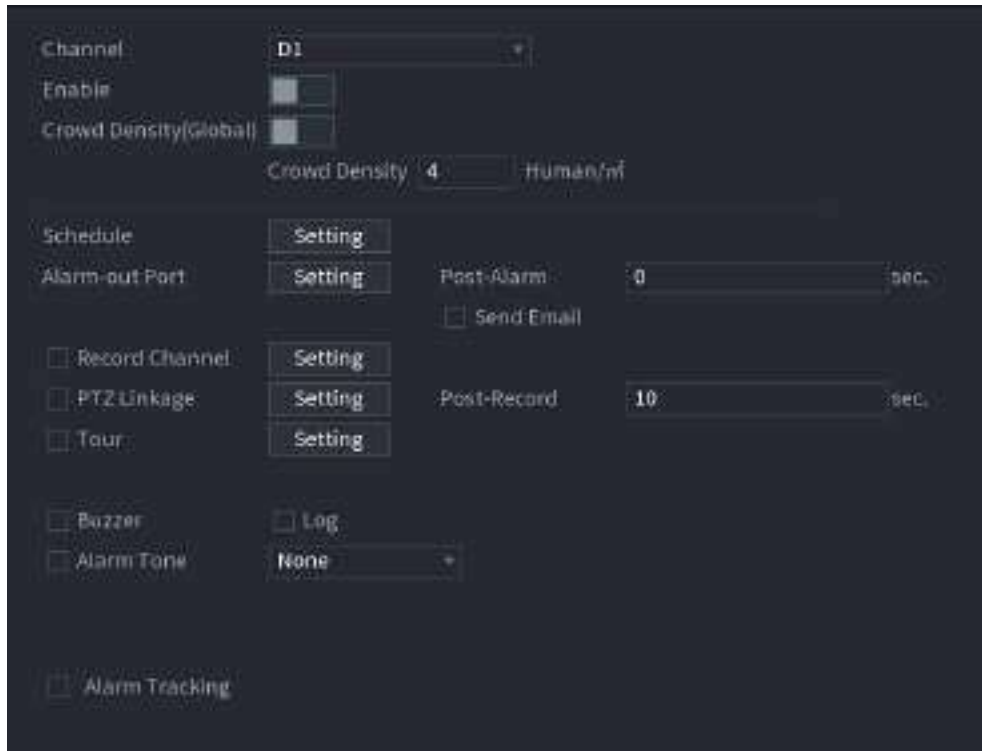 Channel D1
Enable
Crowd Density(Global)
Crowd Density 4 Human/㎡
Schedule Setting
Alarm-out Port Setting Post-Alarm 0 sec.
Send Email
Record Channel Setting
PTZ Linkage Setting Post-Record 10 sec.
Tour Setting
Buzzer Log
Alarm Tone None
Alarm Tracking